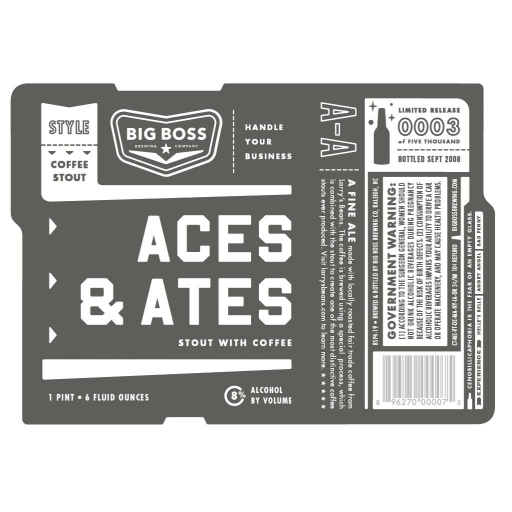 STYLE
COFFEE
STOUT
BIG BOSS
BREWING COMPANY
HANDLE
YOUR
BUSINESS
ACES
& ATES
STOUT WITH COFFEE
1 PINT • 6 FLUID OUNCES
8%
ALCOHOL
BY VOLUME
A-A
A FINE ALE made with locally roasted fair trade coffee from
Larry's Beans. The coffee is brewed using a special process, which
is combined with the stout to create one of the most distinctive coffee
stouts ever produced. Visit larrysbeans.com to learn more. ★ ★ ★ ★ ★
LIMITED RELEASE
0003
of FIVE THOUSAND
BOTTLED SEPT 2008
BREWED & BOTTLED BY BIG BOSS BREWING CO, RALEIGH, NC
GOVERNMENT WARNING:
(1) ACCORDING TO THE SURGEON GENERAL, WOMEN SHOULD
NOT DRINK ALCOHOLIC BEVERAGES DURING PREGNANCY
BECAUSE OF THE RISK OF BIRTH DEFECTS. (2) CONSUMPTION OF
ALCOHOLIC BEVERAGES IMPAIRS YOUR ABILITY TO DRIVE A CAR
OR OPERATE MACHINERY, AND MAY CAUSE HEALTH PROBLEMS.
BIGBOSSBREWING.COM
CENOSILLICAPHOBIA IS THE FEAR OF AN EMPTY GLASS.
EXPERIENCE HELL'S BELLE | ANGRY ANGEL | BAD PENNY
8 96270 00007 5